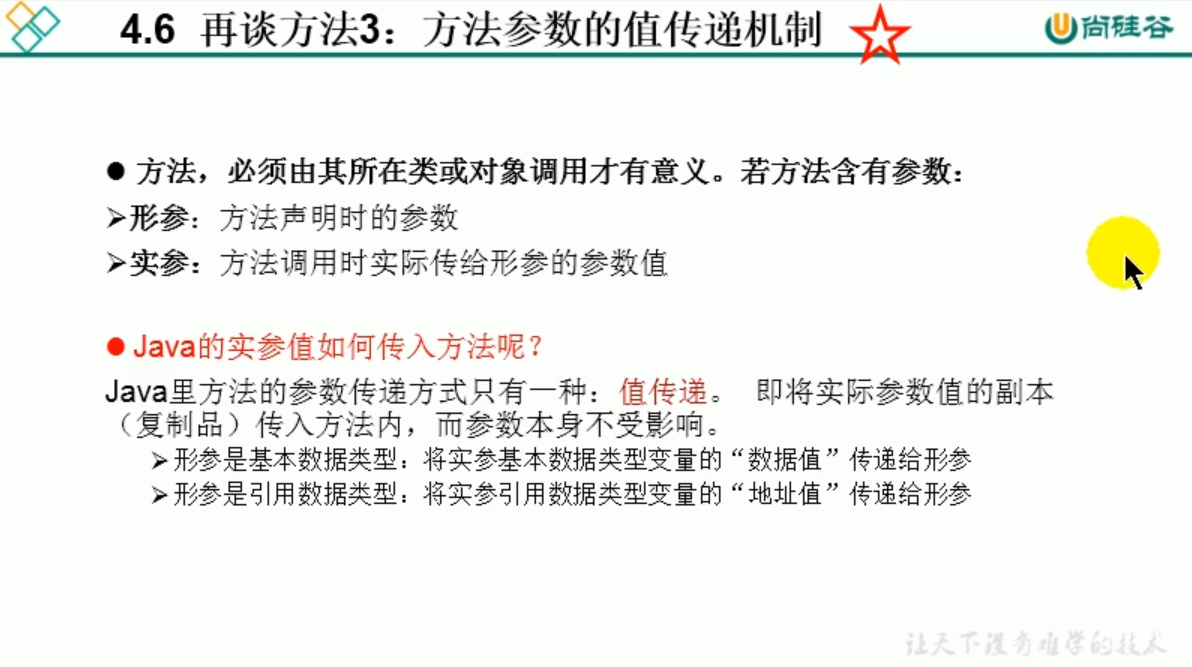 4.6 再谈方法3：方法参数的值传递机制
尚硅谷
● 方法，必须由其所在类或对象调用才有意义。若方法含有参数：
➢形参：方法声明时的参数
➢实参：方法调用时实际传给形参的参数值
● Java的实参值如何传入方法呢？
Java里方法的参数传递方式只有一种：值传递。 即将实际参数值的副本
（复制品）传入方法内，而参数本身不受影响。
➢形参是基本数据类型：将实参基本数据类型变量的“数据值”传递给形参
➢形参是引用数据类型：将实参引用数据类型变量的“地址值”传递给形参
让天下没有难学的技术